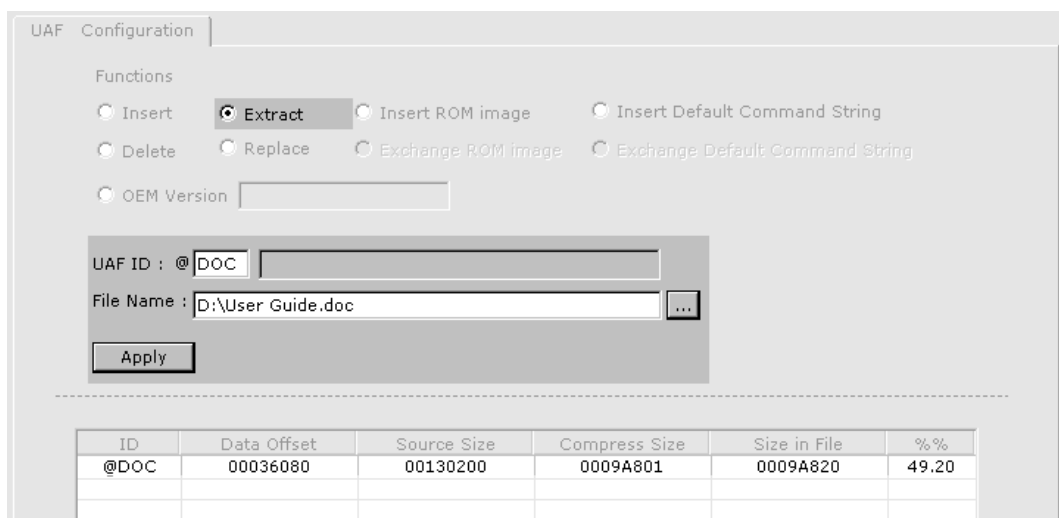 UAF Configuration
Functions
Insert Extract Insert ROM image Insert Default Command String
Delete Replace Exchange ROM image Exchange Default Command String
OEM Version
UAF ID : @ DOC
File Name : D:\User Guide.doc ...
Apply
ID Data Offset Source Size Compress Size Size in File %%
@DOC 00036080 00130200 0009A801 0009A820 49.20